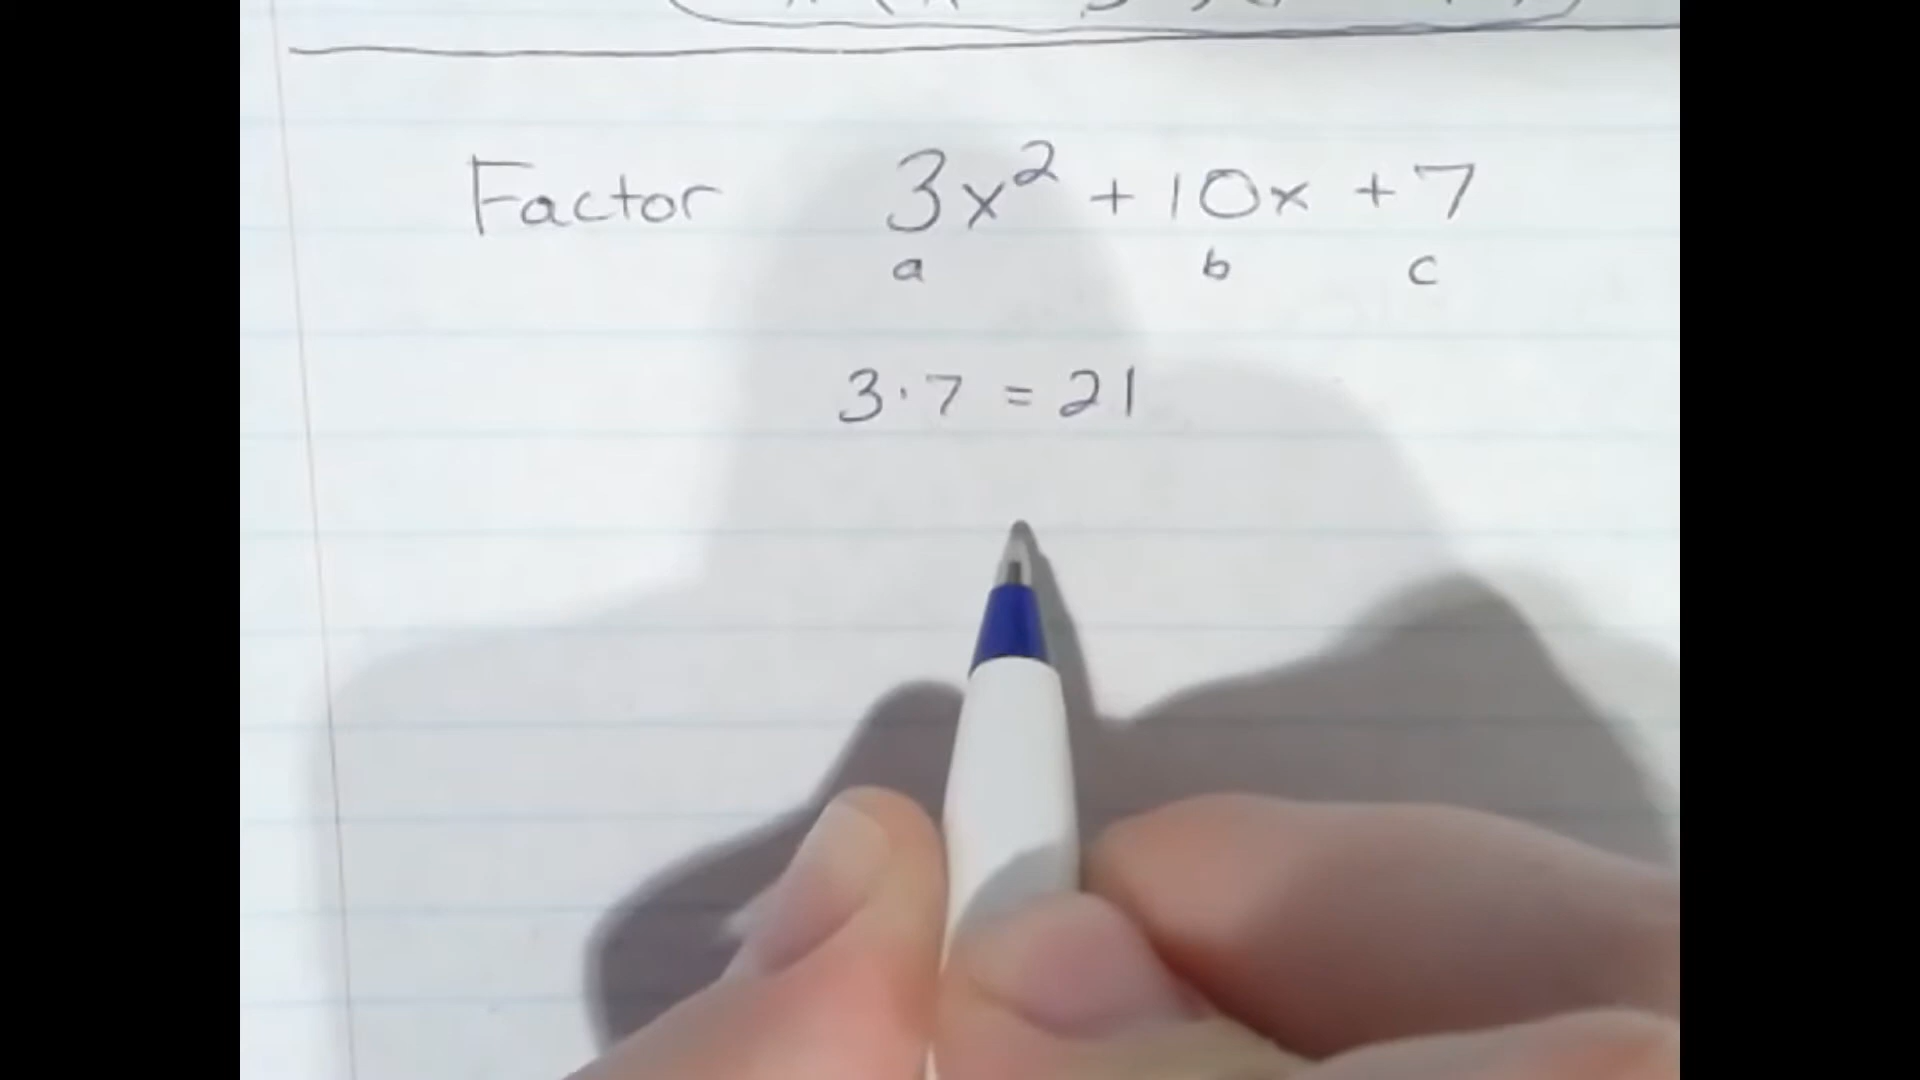 Factor 3x² + 10x + 7
a b c
3·7 = 21